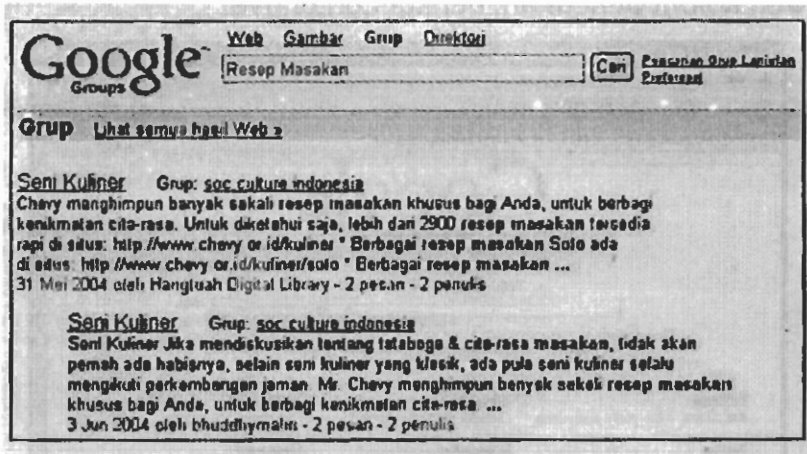 Google
Groups
Web Gambar Grup Direktori
Resep Masakan
Cari
Pencarian Grup Lanjutan
Preferensi
Grup Lihat semua hasil Web »
Seni Kuliner Grup: soc culture indonesia
Chevy menghimpun banyak sekali resep masakan khusus bagi Anda, untuk berbagi
kenikmatan cita-rasa. Untuk diketahui saja, lebih dari 2900 resep masakan tersedia
rapi di situs: http //www chevy or id/kuliner * Berbagai resep masakan Soto ada
di situs: http //www chevy or.id/kuliner/soto * Berbagai resep masakan ...
31 Mei 2004 oleh Hangtuah Digital Library - 2 pesan - 2 penulis
Seni Kuliner Grup: soc culture indonesia
Seni Kuliner Jika mendiskusikan tentang tataboga & cita-rasa masakan, tidak akan
pernah ada habisnya, selain seni kuliner yang klasik, ada pula seni kuliner selalu
mengikuti perkembangan jaman. Mr. Chevy menghimpun banyak sekali resep masakan
khusus bagi Anda, untuk berbagi kenikmatan cita-rasa ...
3 Jun 2004 oleh - 2 pesan - 2 penulis